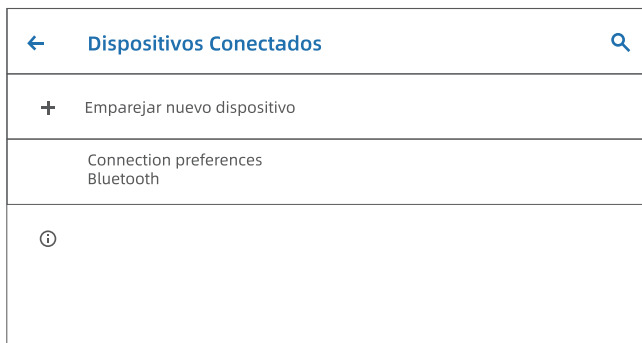 Dispositivos Conectados
Emparejar nuevo dispositivo
Connection preferences
Bluetooth